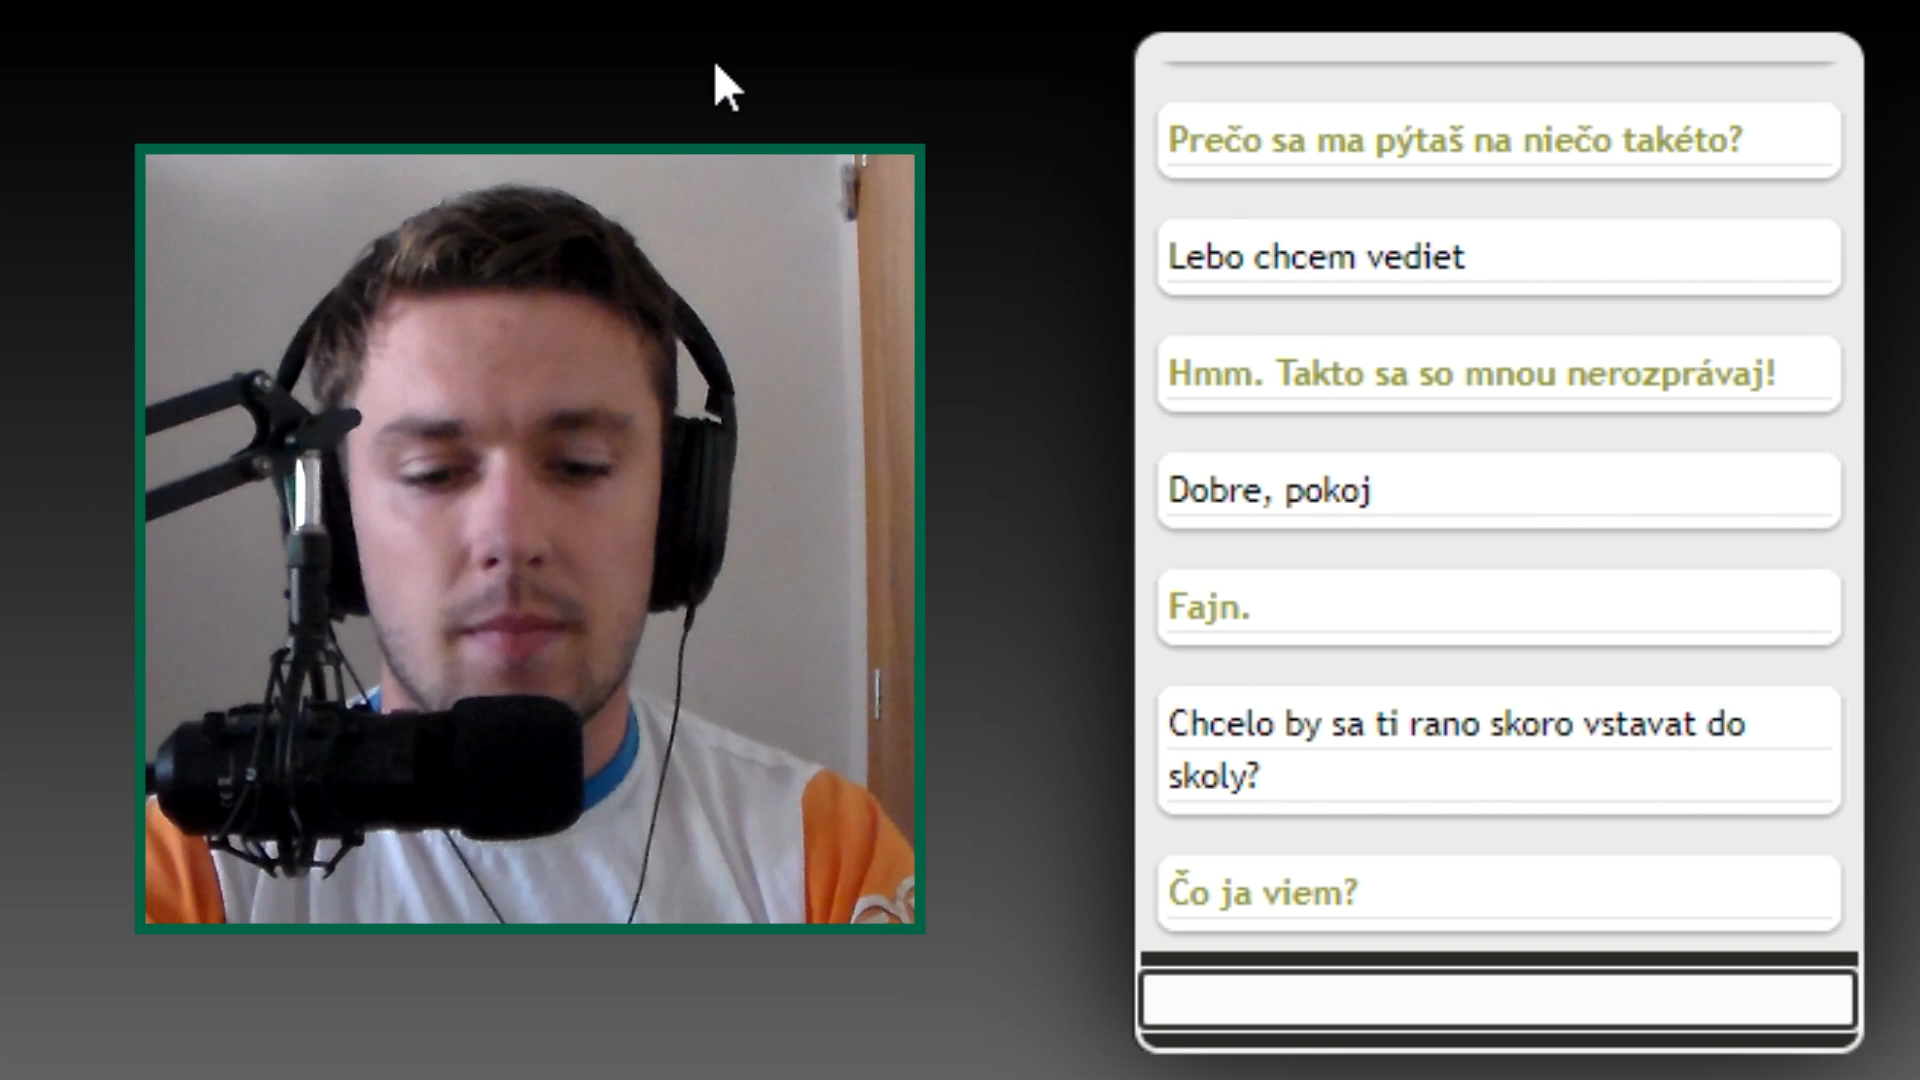 Prečo sa ma pýtaš na niečo takéto?
Lebo chcem vediet
Hmm. Takto sa so mnou nerozprávaj!
Dobre, pokoj
Fajn.
Chcelo by sa ti rano skoro vstavat do
skoly?
Čo ja viem?